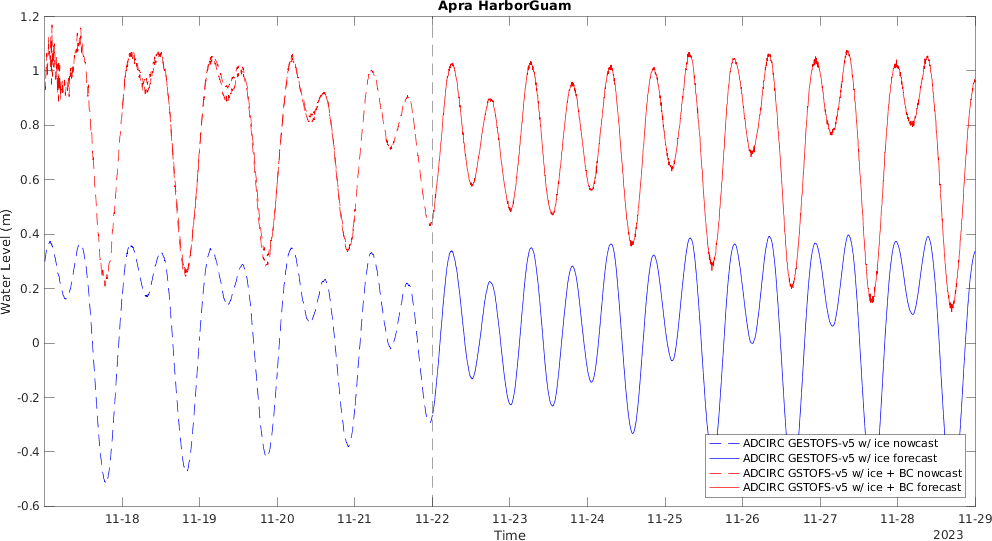 Apra HarborGuam
1.2
1
0.8
0.6
0.4
0.2
0
-0.2
-0.4
-0.6
Water Level (m)
ADCIRC GESTOFS-v5 w/ ice nowcast
ADCIRC GESTOFS-v5 w/ ice forecast
ADCIRC GSTOFS-v5 w/ ice + BC nowcast
ADCIRC GSTOFS-v5 w/ ice + BC forecast
11-18 11-19 11-20 11-21 11-22 11-23 11-24 11-25 11-26 11-27 11-28 11-29
Time
2023